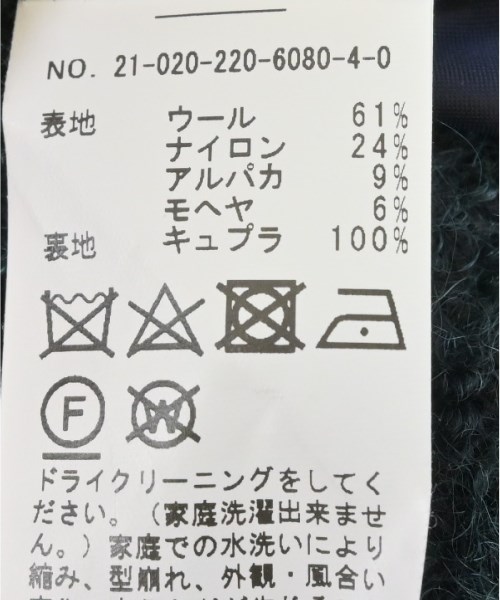 NO. 21-020-220-6080-4-0
表地 ウール 61%
ナイロン 24%
アルパカ 9%
モヘヤ 6%
裏地 キュプラ 100%
F W
ドライクリーニングをしてく
ださい。（家庭洗濯出来ませ
ん。）家庭での水洗いにより
縮み、型崩れ、外観・風合い